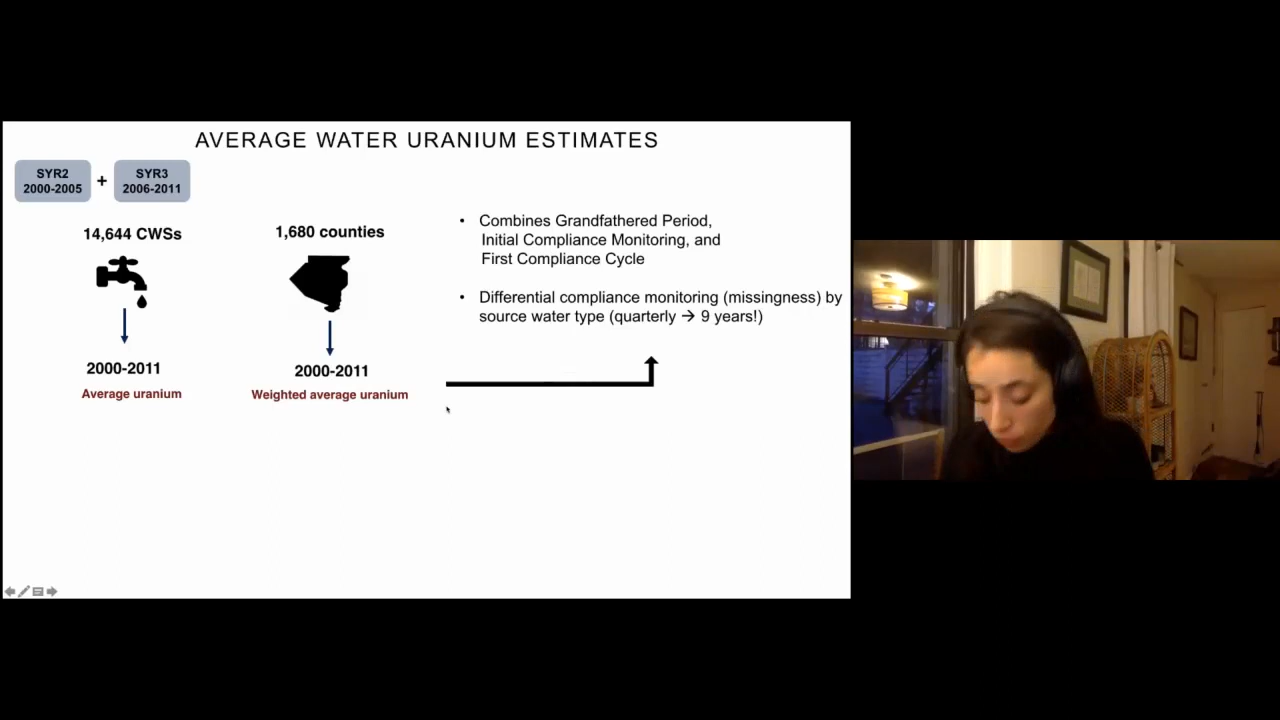 AVERAGE WATER URANIUM ESTIMATES
SYR2
2000-2005
+
SYR3
2006-2011
14,644 CWSs
2000-2011
Average uranium
1,680 counties
2000-2011
Weighted average uranium
• Combines Grandfathered Period,
Initial Compliance Monitoring, and
First Compliance Cycle
• Differential compliance monitoring (missingness) by
source water type (quarterly → 9 years!)